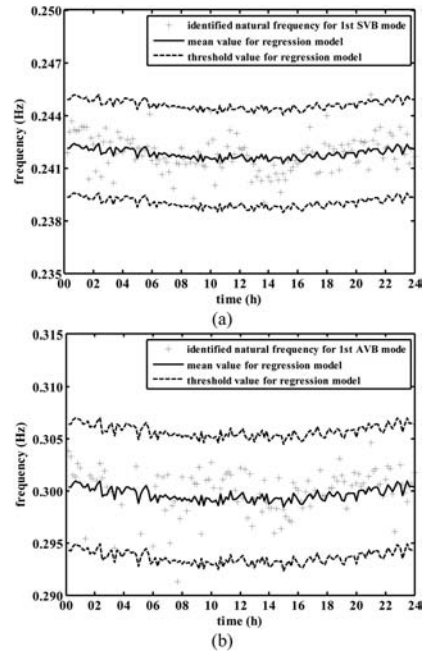 0.250
0.247
0.244
0.241
0.238
0.235
frequency (Hz)
identified natural frequency for 1st SVB mode
mean value for regression model
threshold value for regression model
00 02 04 06 08 10 12 14 16 18 20 22 24
time (h)
(a)
0.315
0.310
0.305
0.300
0.295
0.290
frequency (Hz)
identified natural frequency for 1st AVB mode
mean value for regression model
threshold value for regression model
00 02 04 06 08 10 12 14 16 18 20 22 24
time (h)
(b)